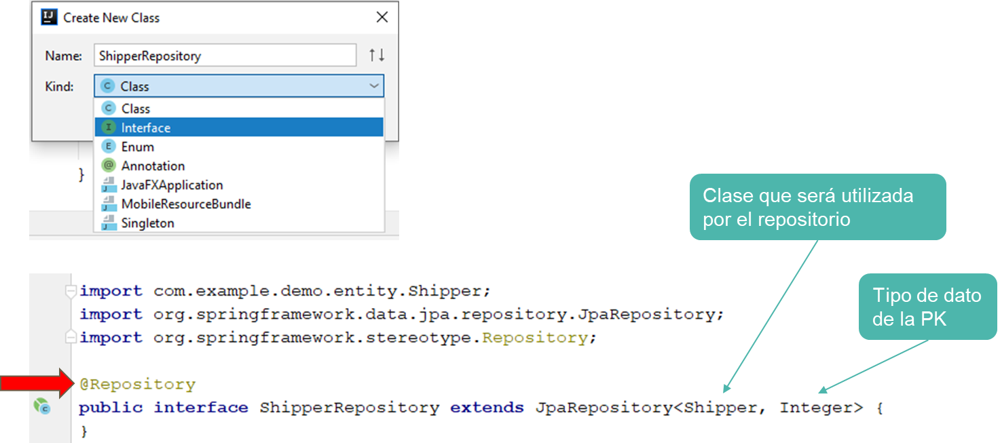 Create New Class
Name: ShipperRepository
Kind: Class
Class
Interface
Enum
Annotation
JavaFXApplication
MobileResourceBundle
Singleton
}
Clase que será utilizada
por el repositorio
Tipo de dato
de la PK
import com.example.demo.entity.Shipper;
import org.springframework.data.jpa.repository.JpaRepository;
import org.springframework.stereotype.Repository;
@Repository
public interface ShipperRepository extends JpaRepository<Shipper, Integer> {
}